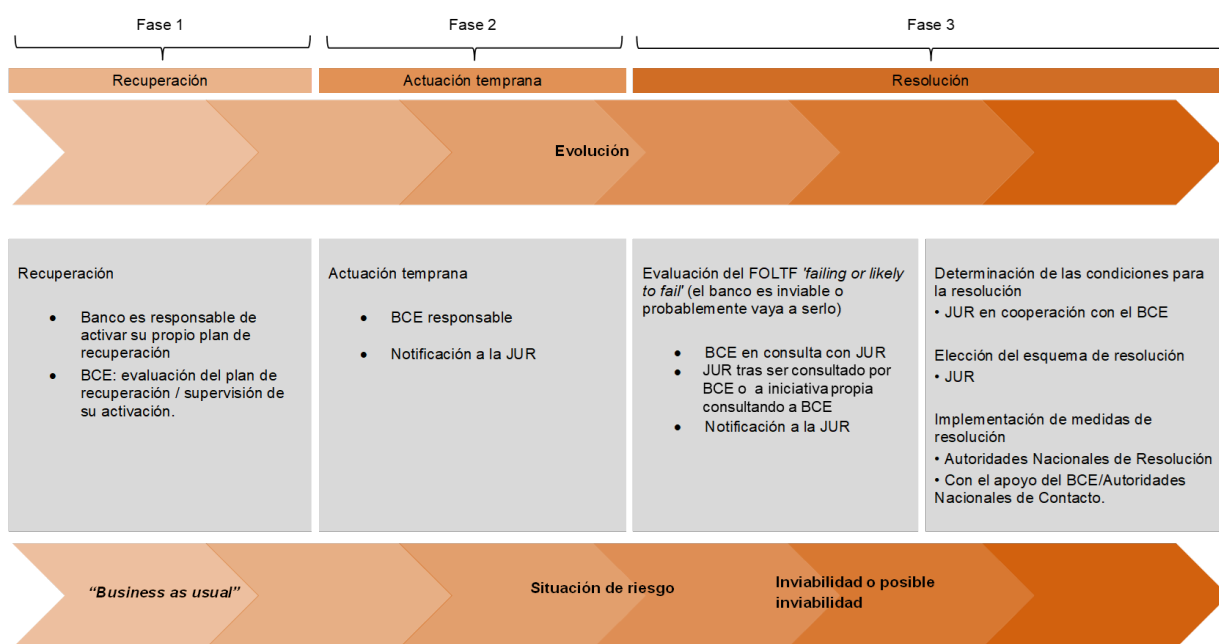 Fase 1
Fase 2
Fase 3
Recuperación
Actuación temprana
Resolución
Evolución
Recuperación
• Banco es responsable de
activar su propio plan de
recuperación
• BCE: evaluación del plan de
recuperación / supervisión de
su activación.
Actuación temprana
• BCE responsable
• Notificación a la JUR
Evaluación del FOLTF 'failing or likely
to fail' (el banco es inviable o
probablemente vaya a serlo)
• BCE en consulta con JUR
• JUR tras ser consultado por
BCE o a iniciativa propia
consultando a BCE
• Notificación a la JUR
Determinación de las condiciones para
la resolución
• JUR en cooperación con el BCE
Elección del esquema de resolución
• JUR
Implementación de medidas de
resolución
• Autoridades Nacionales de Resolución
• Con el apoyo del BCE/Autoridades
Nacionales de Contacto.
“Business as usual”
Situación de riesgo
Inviabilidad o posible
inviabilidad